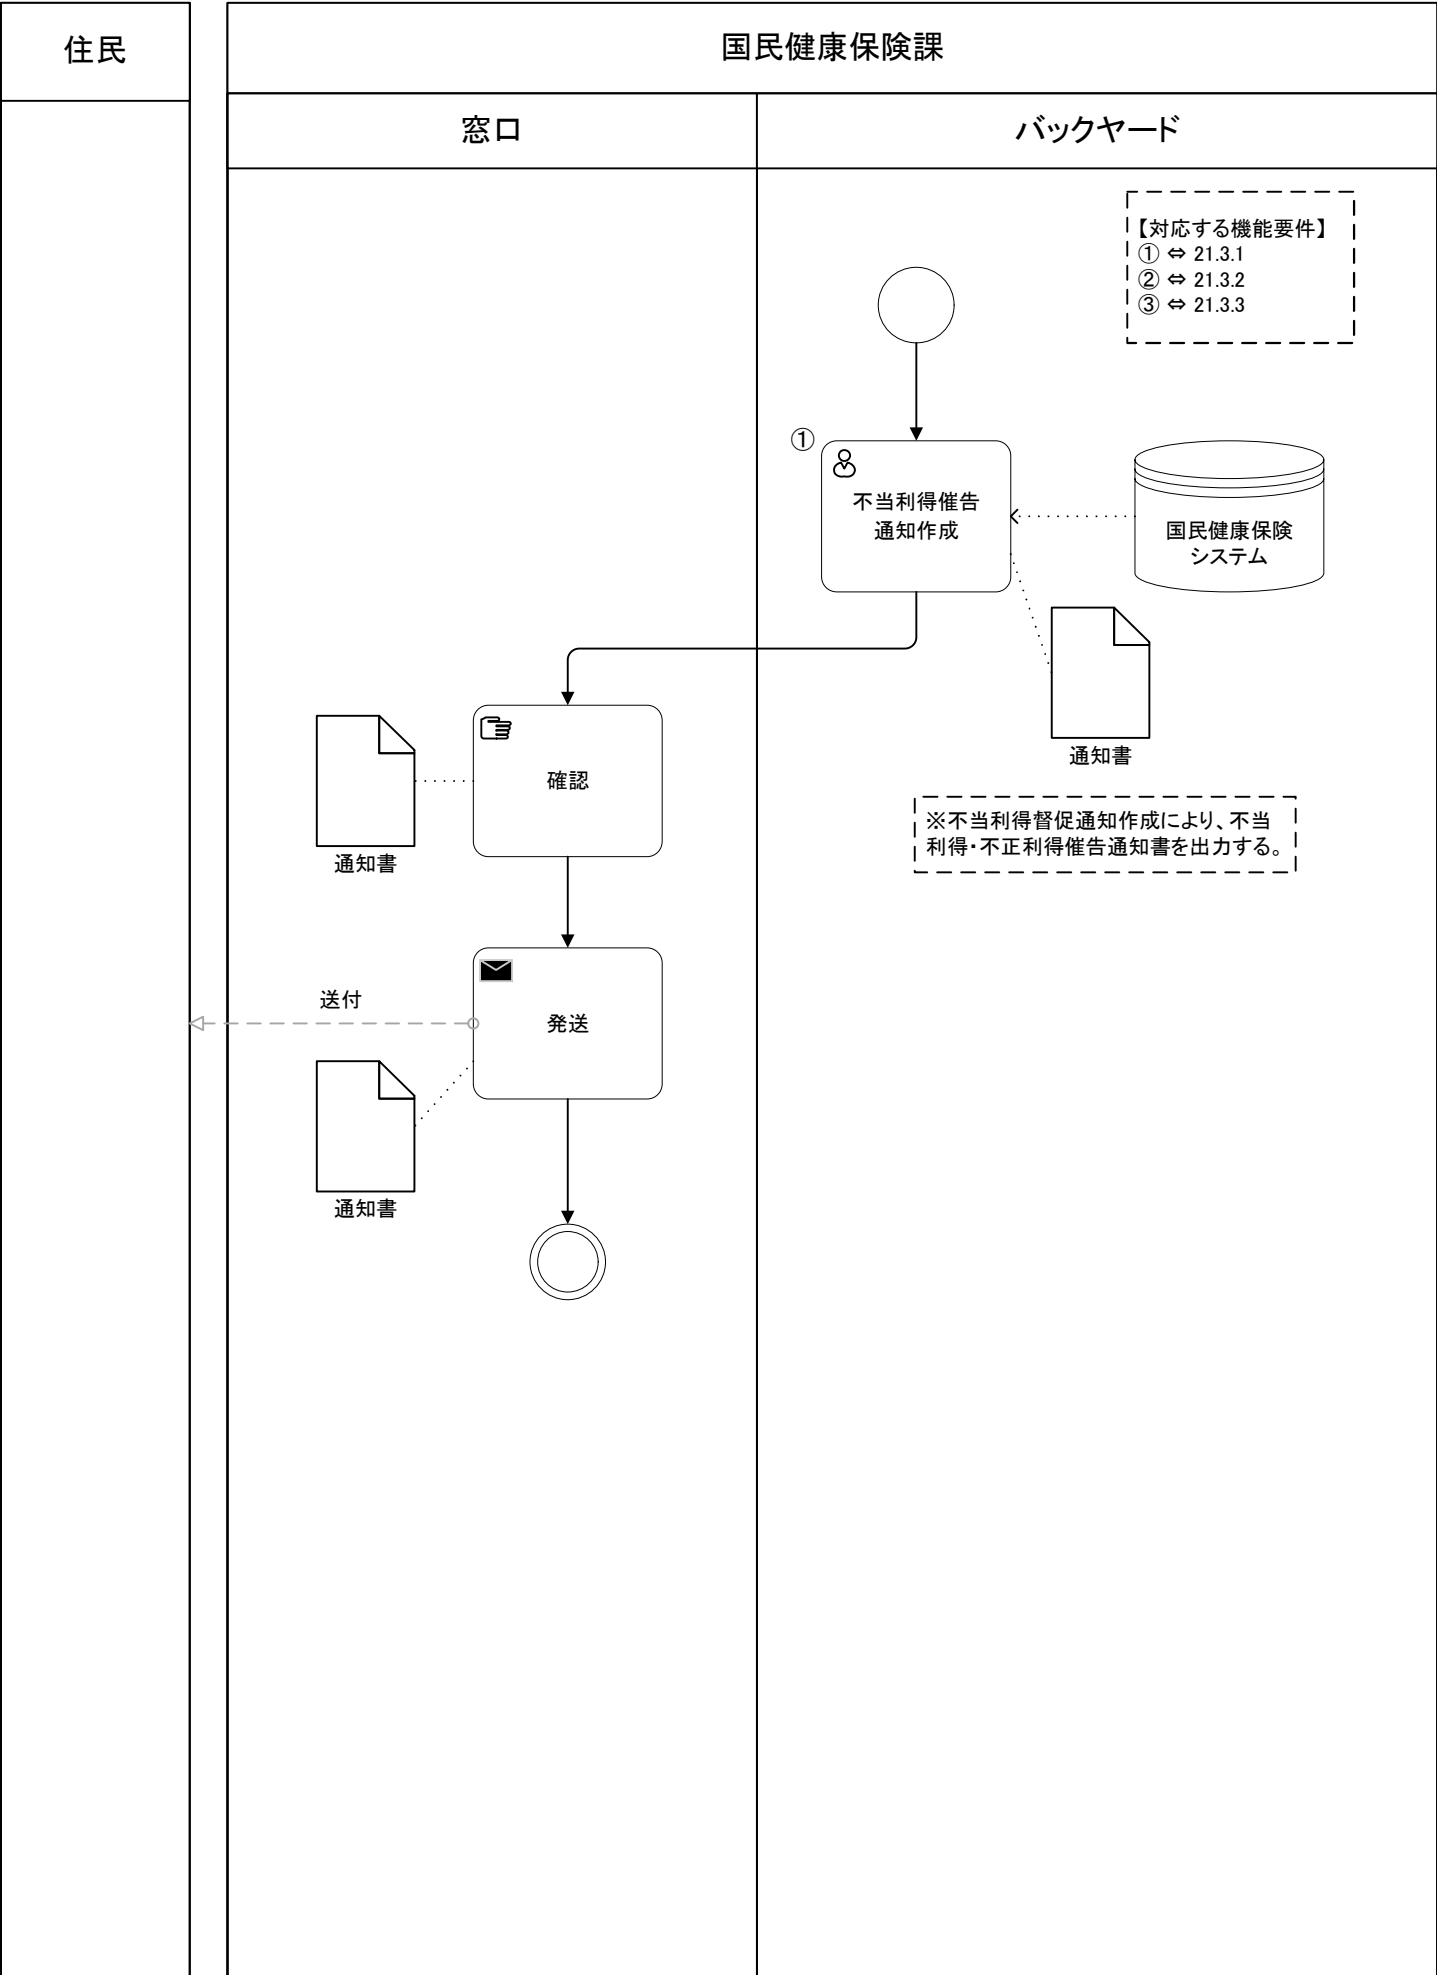 住民
国民健康保険課
窓口
バックヤード
【対応する機能要件】
① ⇔ 21.3.1
② ⇔ 21.3.2
③ ⇔ 21.3.3
①
不当利得催告
通知作成
国民健康保険
システム
通知書
確認
通知書
※不当利得督促通知作成により、不当
利得・不正利得催告通知書を出力する。
送付
発送
通知書